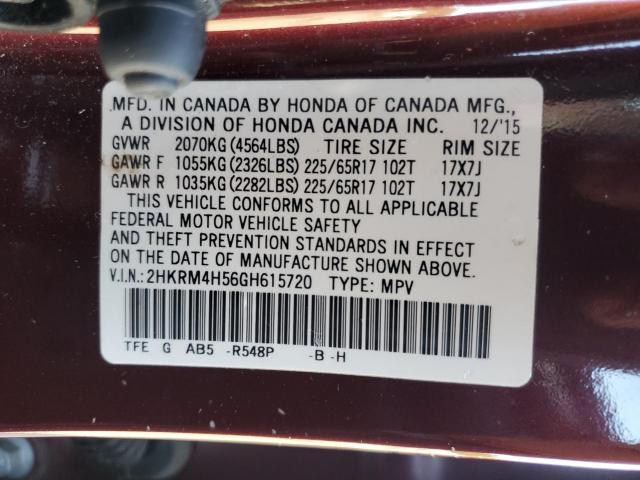 MFD. IN CANADA BY HONDA OF CANADA MFG.,
A DIVISION OF HONDA CANADA INC. 12/'15
GVWR 2070KG(4564LBS) TIRE SIZE RIM SIZE
GAWR F 1055KG(2326LBS) 225/65R17 102T 17X7J
GAWR R 1035KG(2282LBS) 225/65R17 102T 17X7J
THIS VEHICLE CONFORMS TO ALL APPLICABLE
FEDERAL MOTOR VEHICLE SAFETY
AND THEFT PREVENTION STANDARDS IN EFFECT
ON THE DATE OF MANUFACTURE SHOWN ABOVE.
V.I.N.: 2HKRM4H56GH615720 TYPE: MPV
TFE G AB5 -R548P -B -H